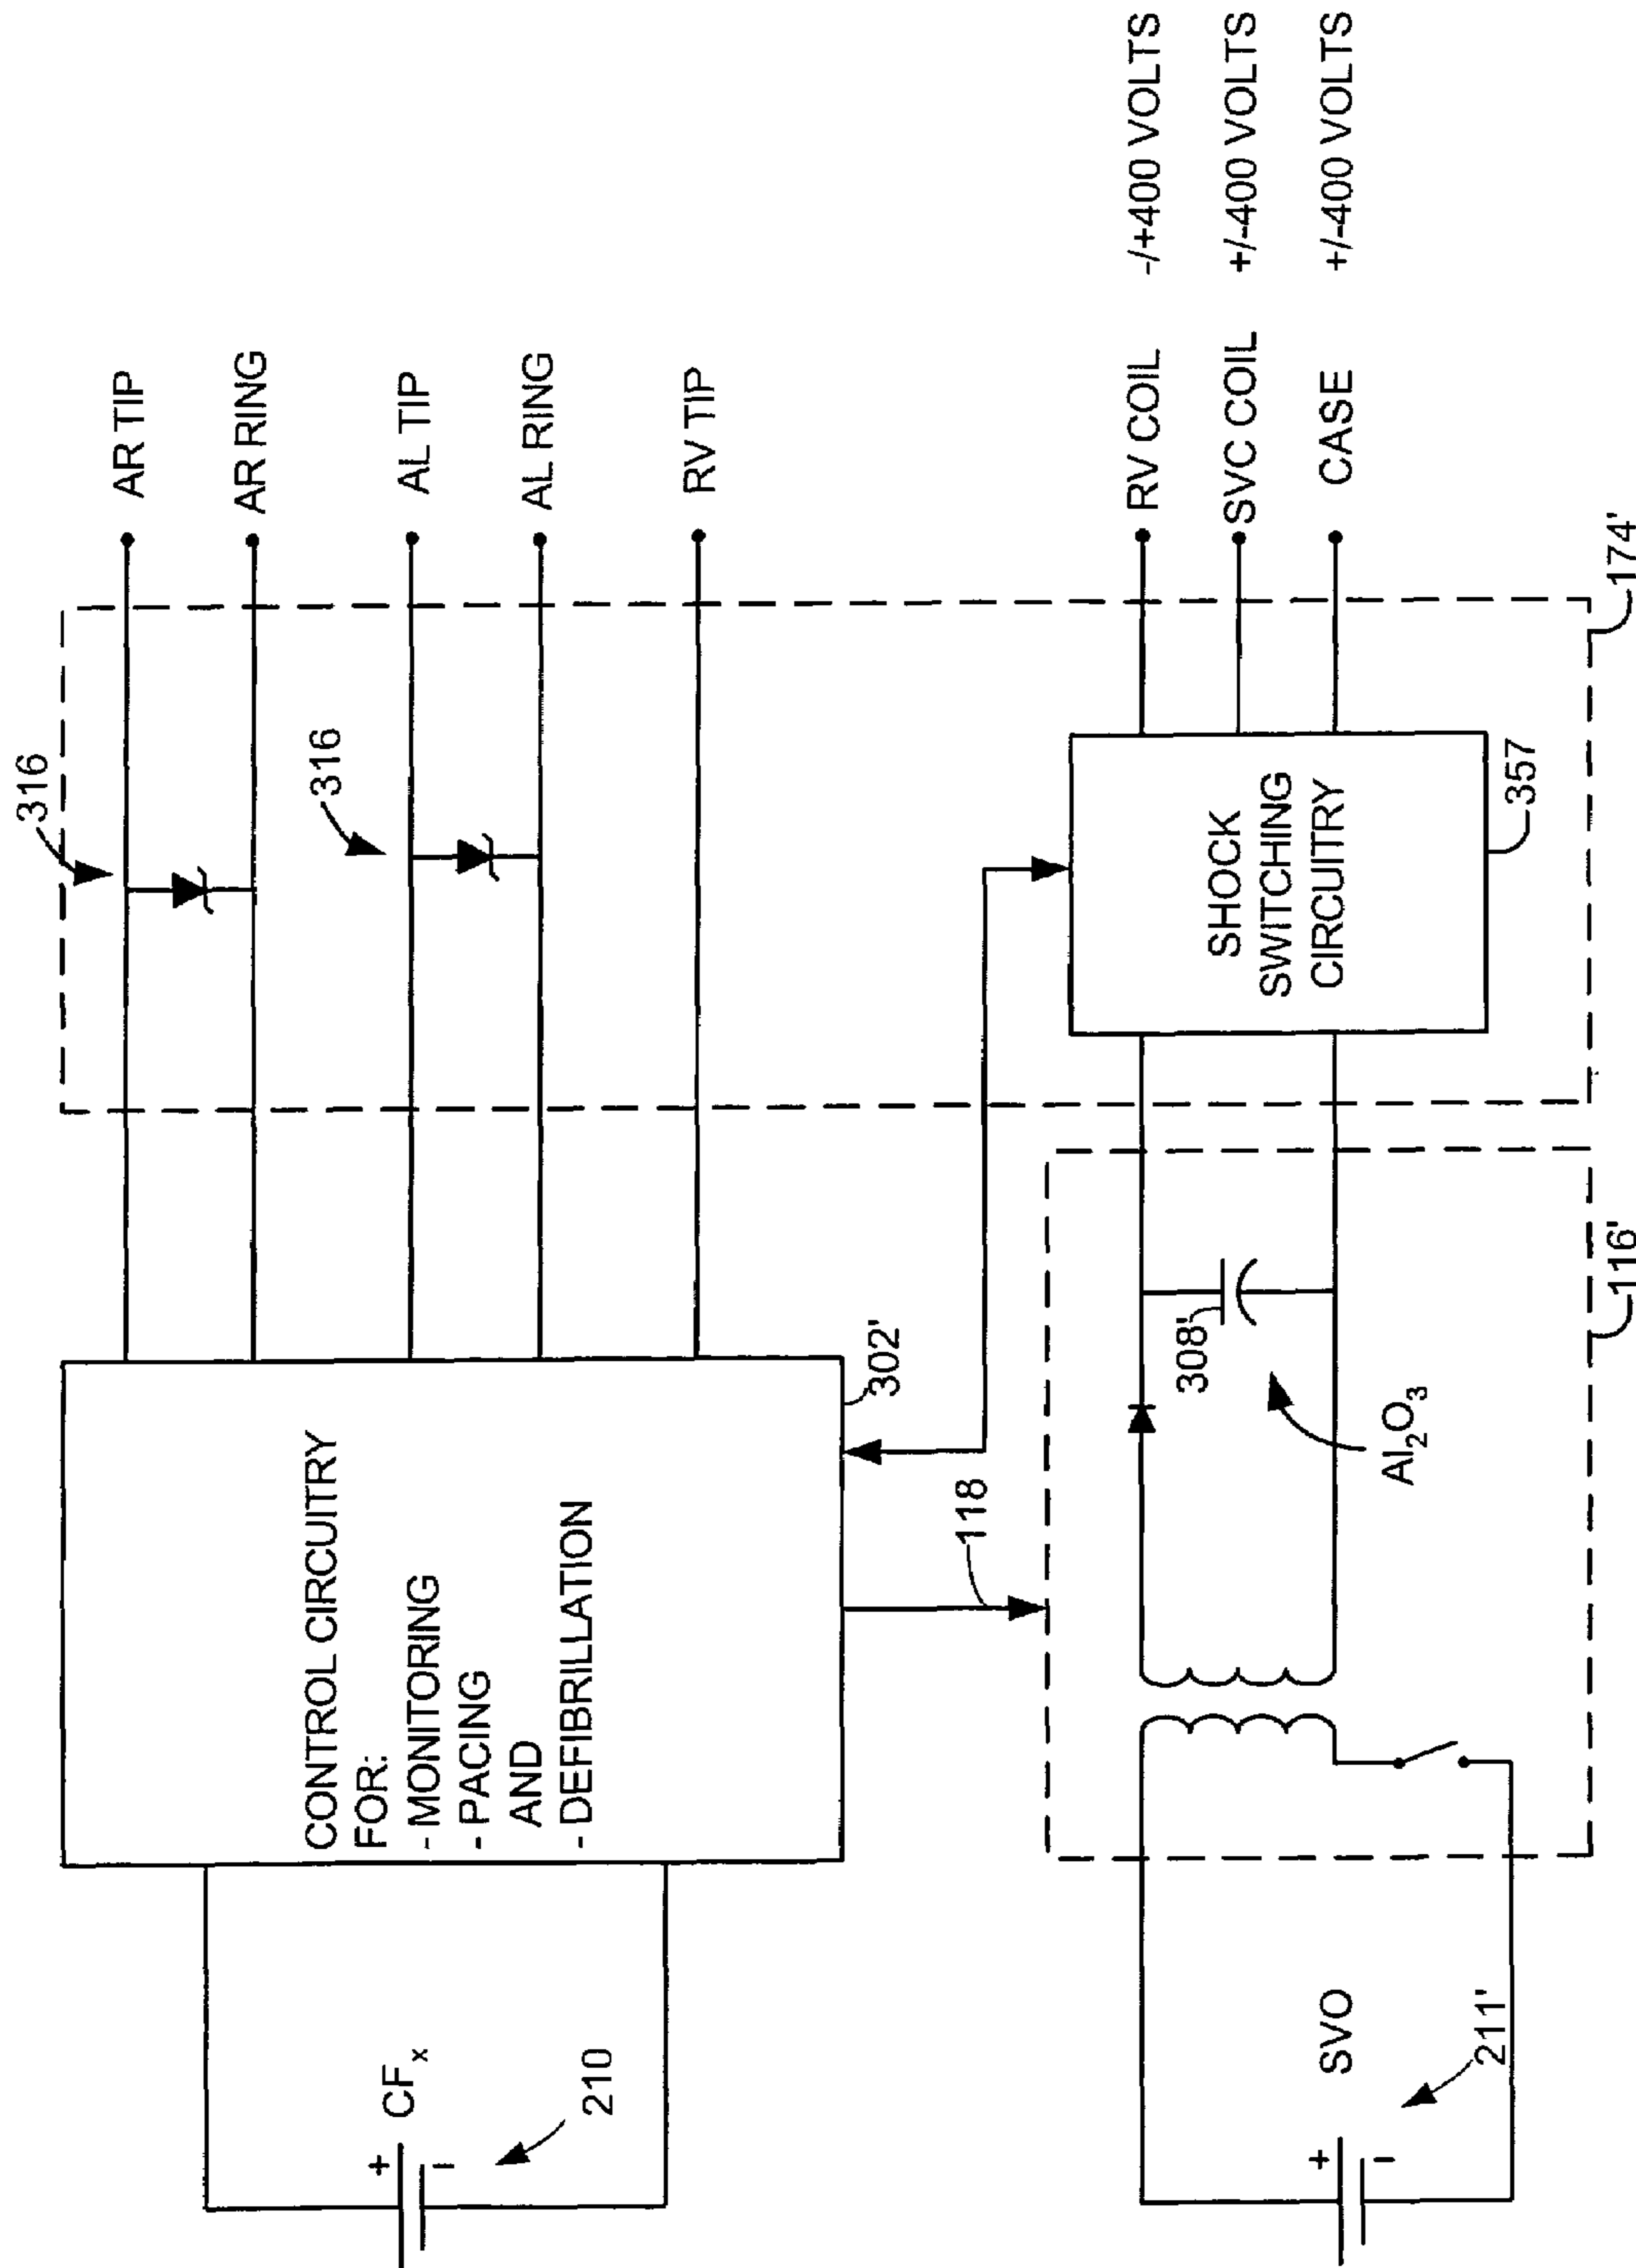 316
AR TIP
AR RING
316
AL TIP
AL RING
RV TIP
CF_x
+
-
210
CONTROL CIRCUITRY
FOR:
- MONITORING
- PACING
AND
- DEFIBRILLATION
302'
118
SVO
+
-
211'
308'
Al₂O₃
116'
SHOCK
SWITCHING
CIRCUITRY
357
174'
RV COIL -/+400 VOLTS
SVC COIL +/-400 VOLTS
CASE +/-400 VOLTS